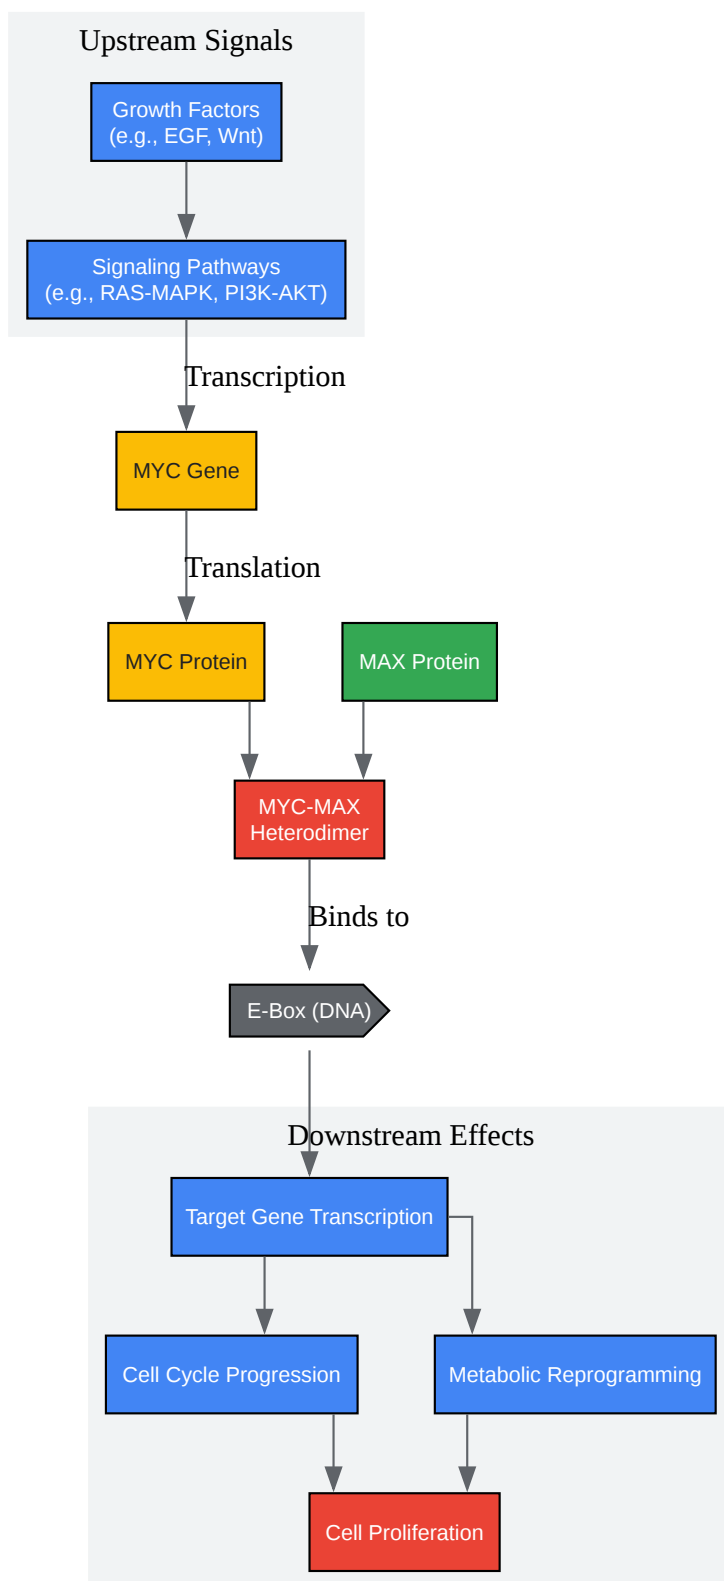 Upstream Signals
Growth Factors
(e.g., EGF, Wnt)
Signaling Pathways
(e.g., RAS-MAPK, PI3K-AKT)
Transcription
MYC Gene
Translation
MYC Protein
MAX Protein
MYC-MAX
Heterodimer
Binds to
E-Box (DNA)
Downstream Effects
Target Gene Transcription
Cell Cycle Progression
Metabolic Reprogramming
Cell Proliferation